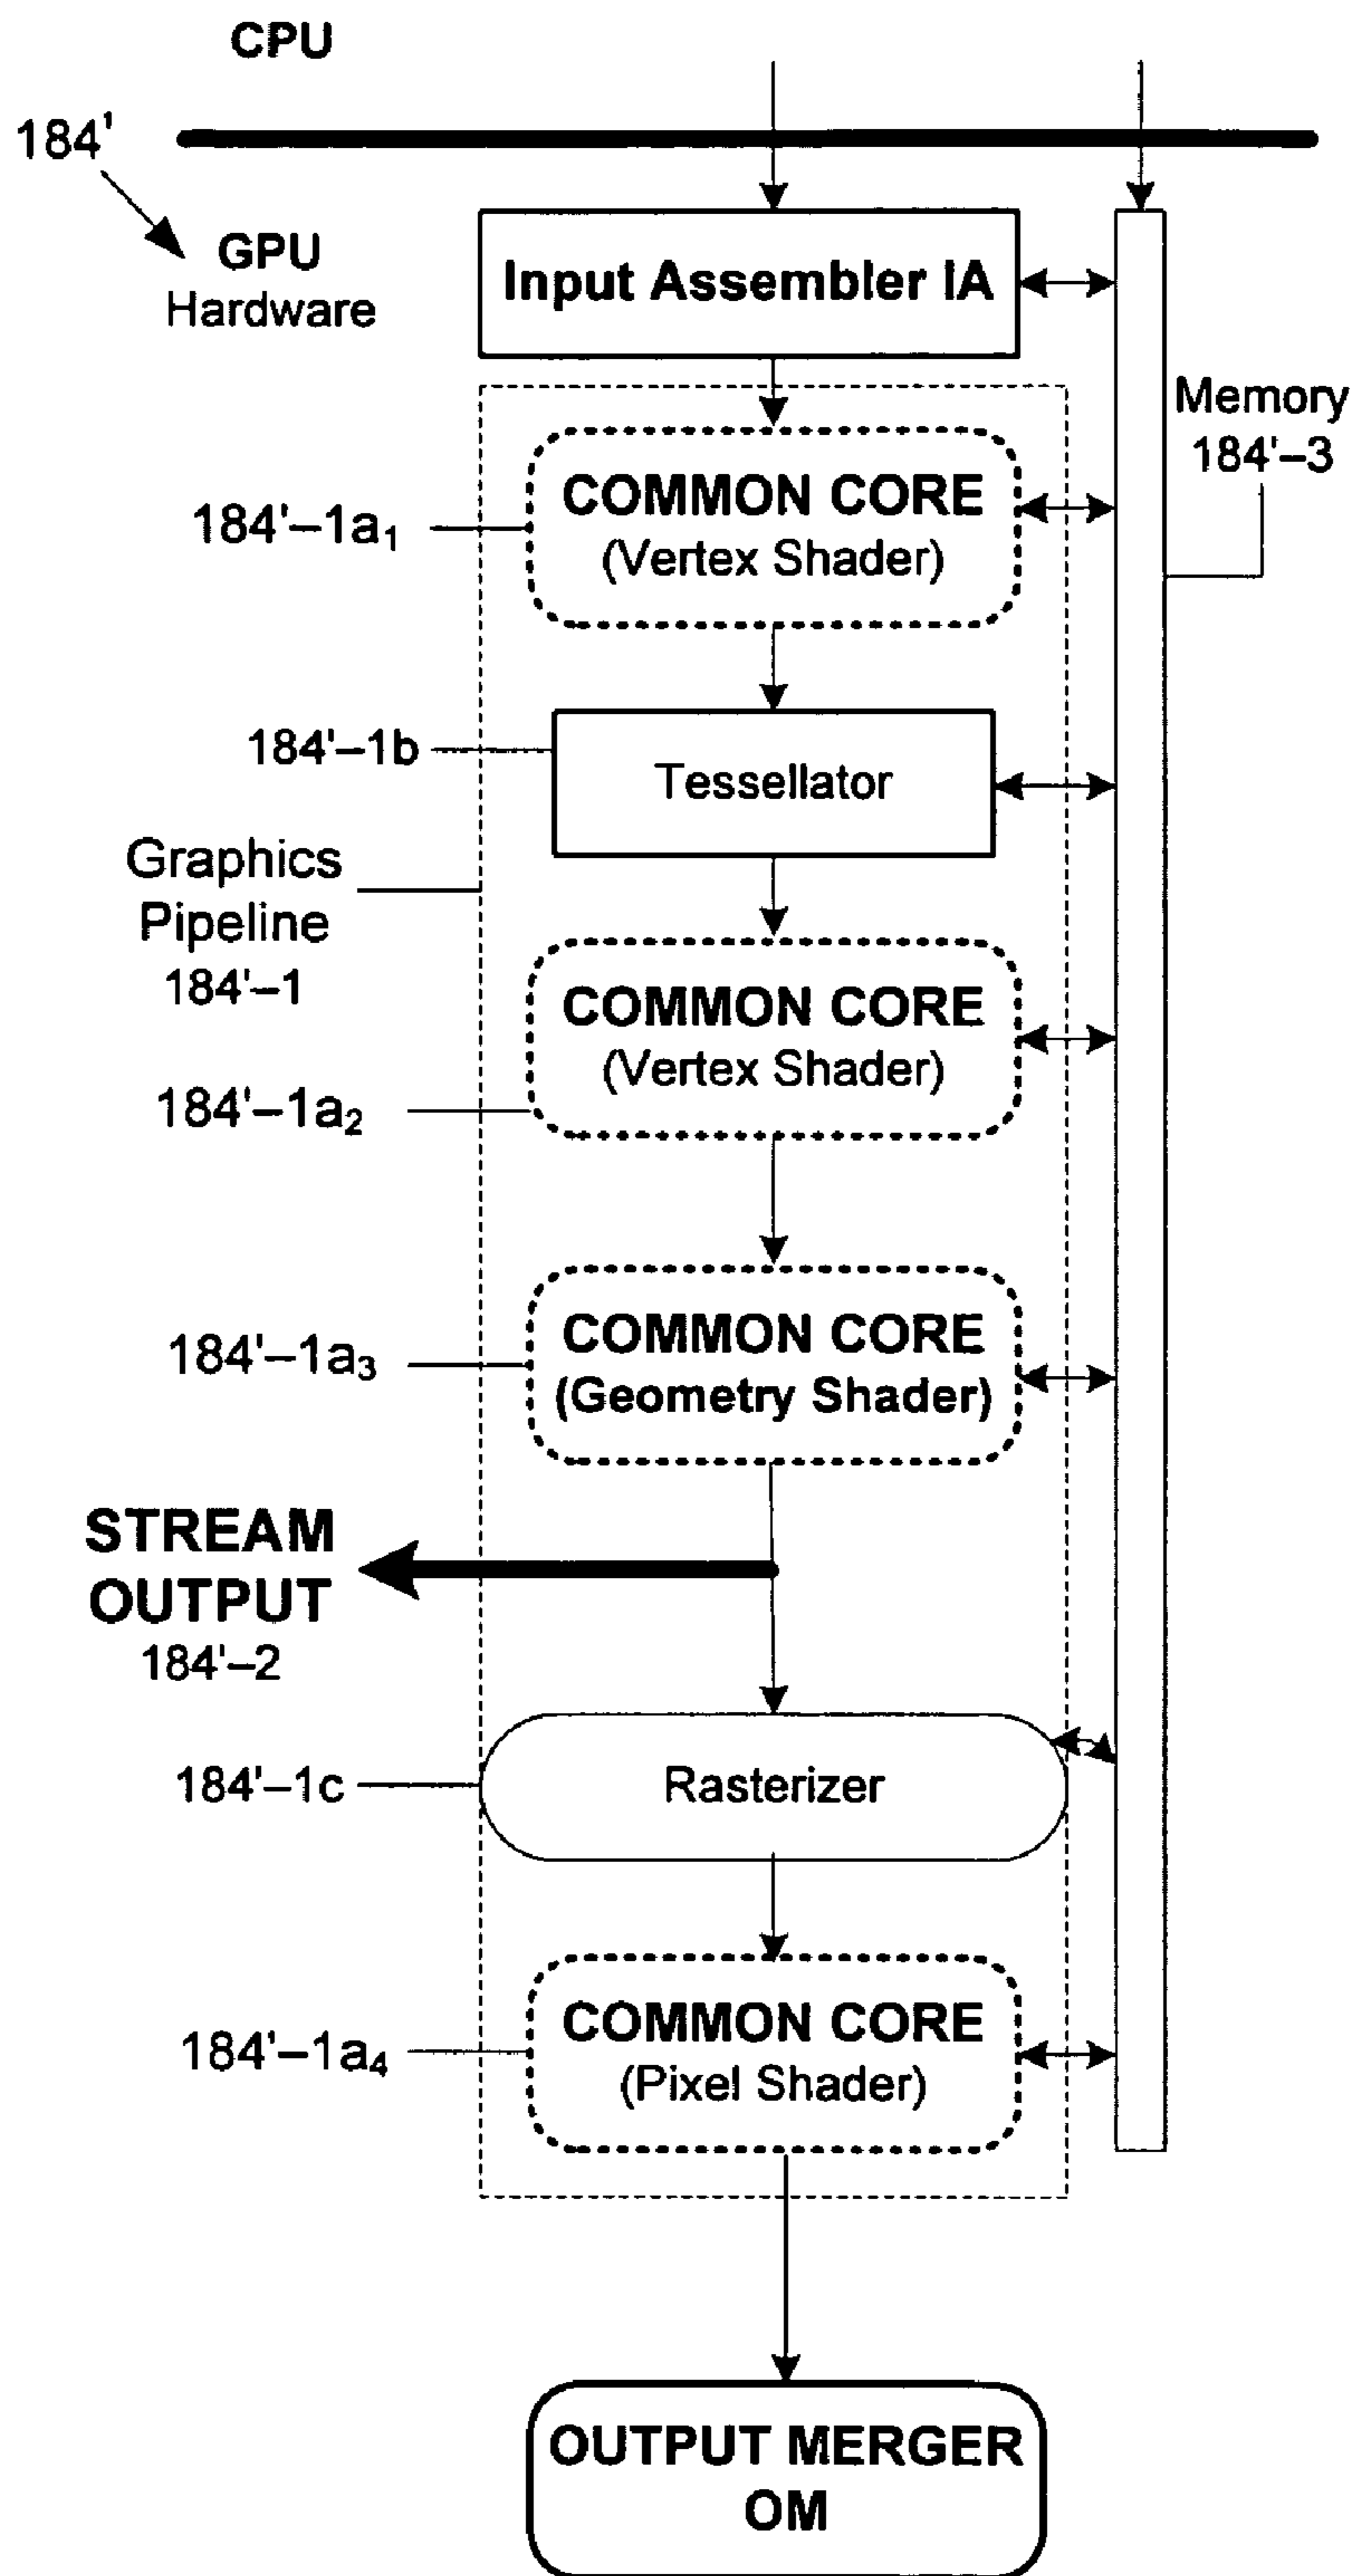 CPU
184'
GPU
Hardware
Input Assembler IA
Memory
184'–3
COMMON CORE
(Vertex Shader)
184'–1a₁
184'–1b
Tessellator
Graphics
Pipeline
184'–1
COMMON CORE
(Vertex Shader)
184'–1a₂
COMMON CORE
(Geometry Shader)
184'–1a₃
STREAM
OUTPUT
184'–2
184'–1c
Rasterizer
COMMON CORE
(Pixel Shader)
184'–1a₄
OUTPUT MERGER
OM